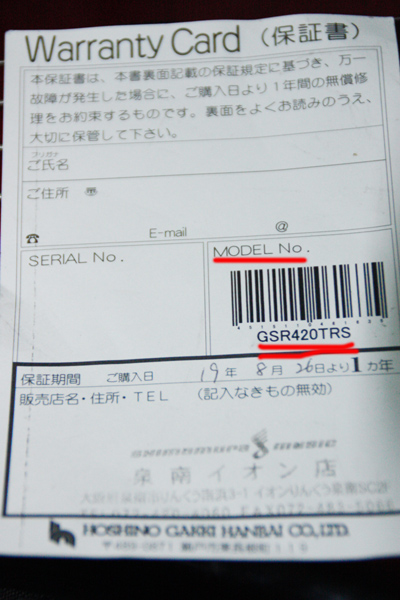 Warranty Card（保証書）
本保証書は、本書裏面記載の保証規定に基づき、万一
故障が発生した場合に、ご購入日より1年間の無償修
理をお約束するものです。裏面をよくお読みのうえ、
大切に保管して下さい。
フリガナ
ご氏名
ご住所 〒
☎ E-mail @
SERIAL No.
MODEL No.
GSR420TRS
保証期間 ご購入日 19年 8月 26日より1カ年
販売店名・住所・TEL （記入なきもの無効）
泉南イオン店
HOSHINO GAKKI HANBAI CO., LTD.